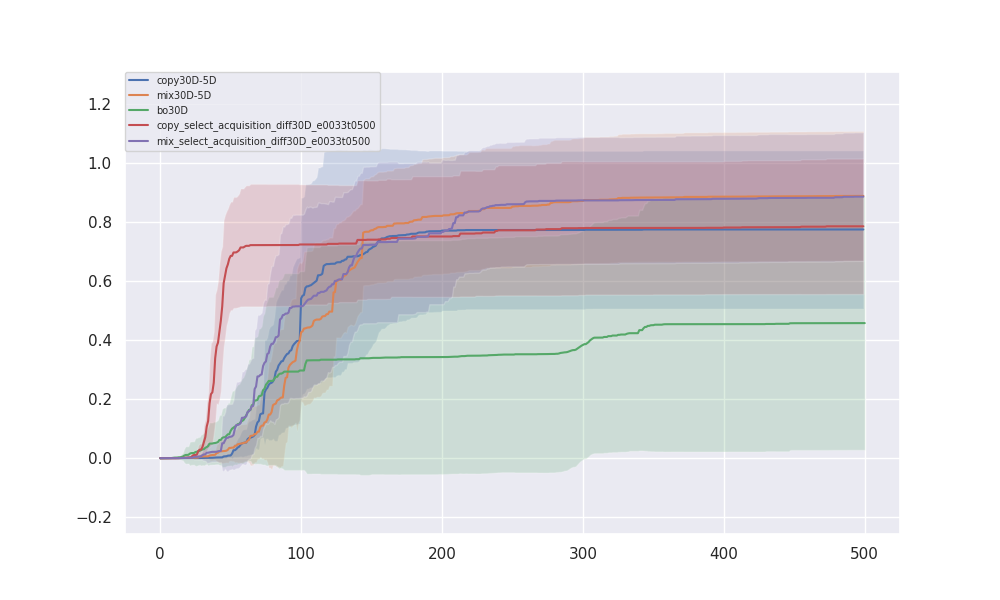 copy30D-5D
mix30D-5D
bo30D
copy_select_acquisition_diff30D_e0033t0500
mix_select_acquisition_diff30D_e0033t0500
1.2
1.0
0.8
0.6
0.4
0.2
0.0
−0.2
0 100 200 300 400 500